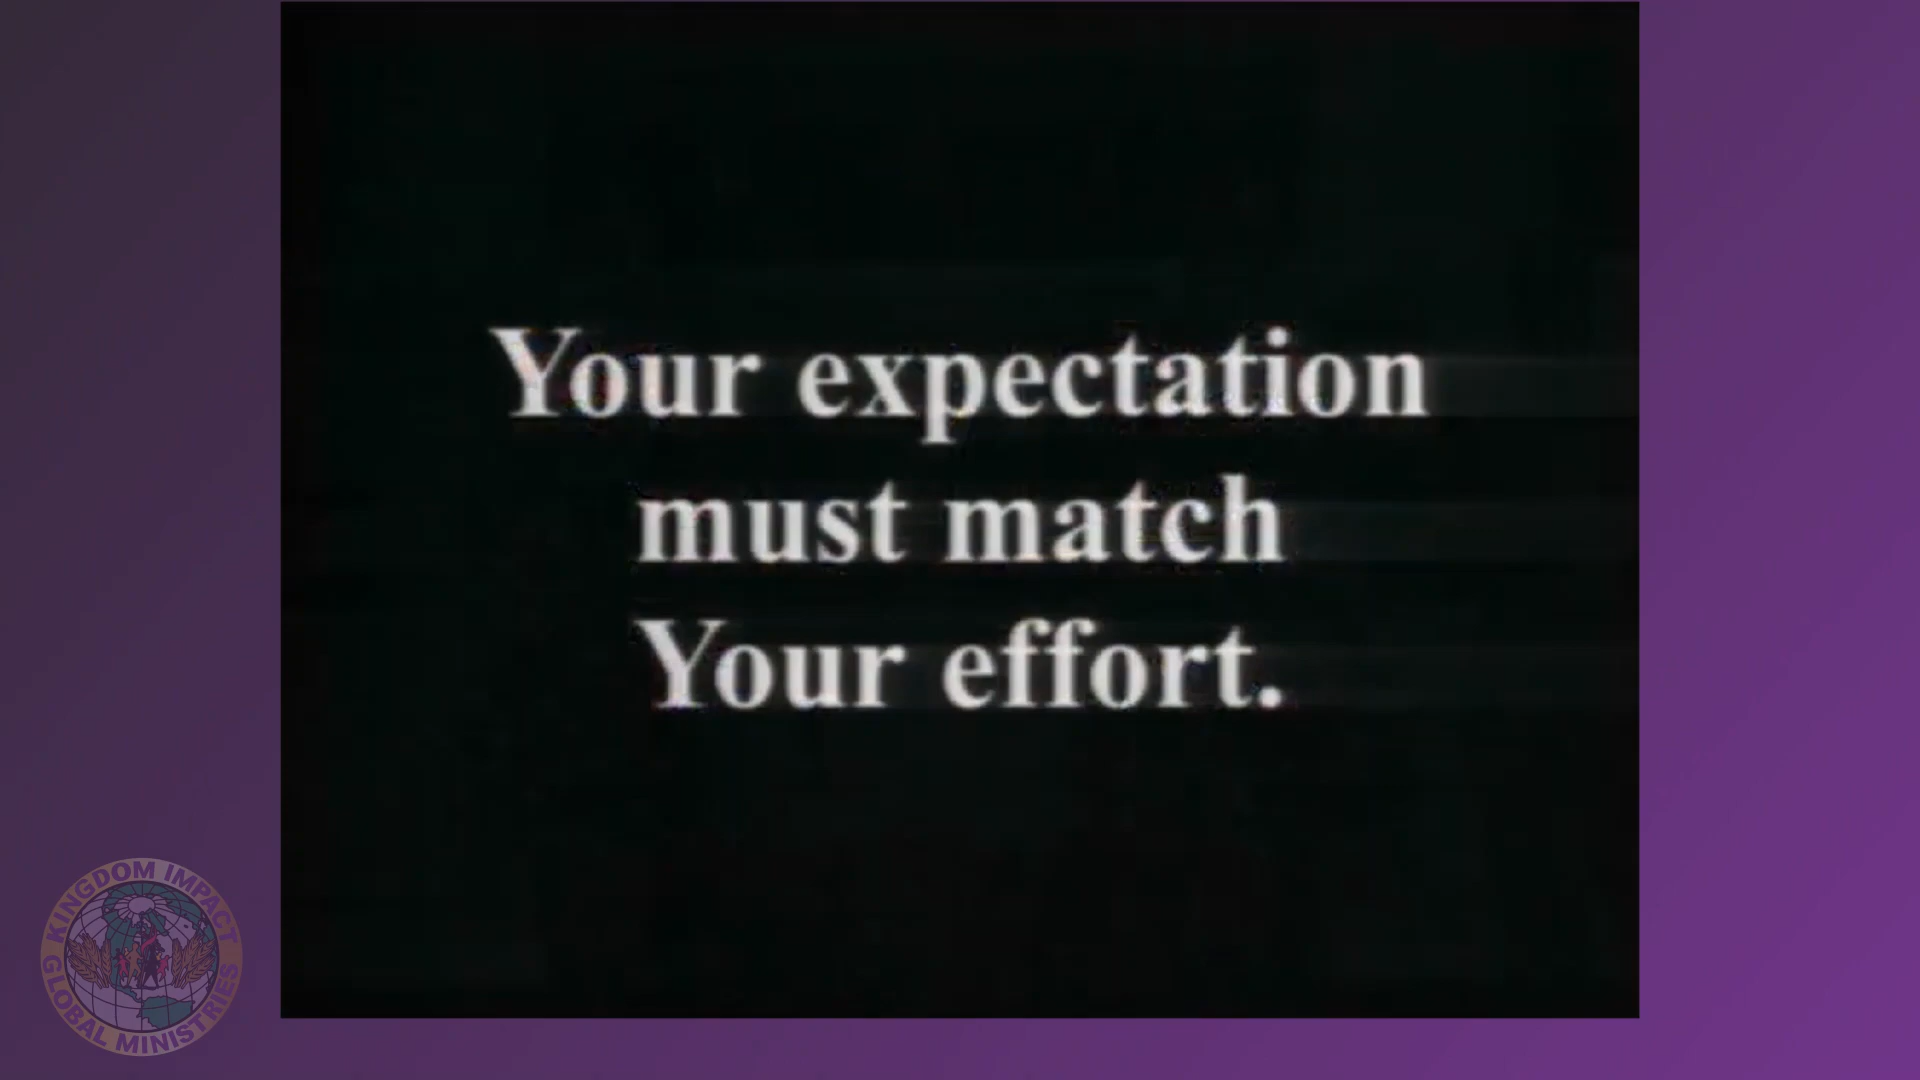 Your expectation
must match
Your effort.
KINGDOM IMPACT
GLOBAL MINISTRIES